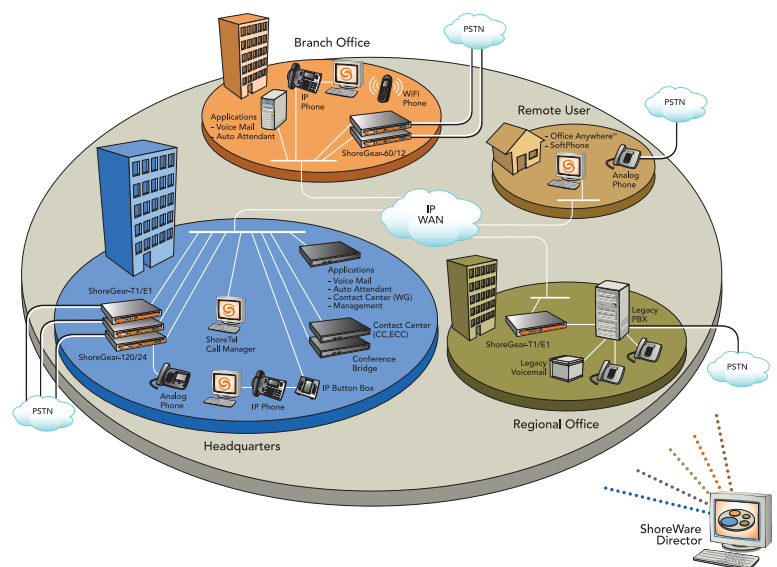 Branch Office
PSTN
IP
Phone
WiFi
Phone
Applications
- Voice Mail
- Auto Attendant
ShoreGear-60/12
Remote User
PSTN
- Office Anywhere™
- SoftPhone
Analog
Phone
IP
WAN
ShoreGear-T1/E1
Applications
- Voice Mail
- Auto Attendant
- Contact Center (WG)
- Management
ShoreTel
Call Manager
Contact Center
(CC,ECC)
Conference
Bridge
ShoreGear-120/24
Analog
Phone
IP Phone
IP Button Box
PSTN
Headquarters
Legacy
PBX
ShoreGear-T1/E1
Legacy
Voicemail
PSTN
Regional Office
ShoreWare
Director